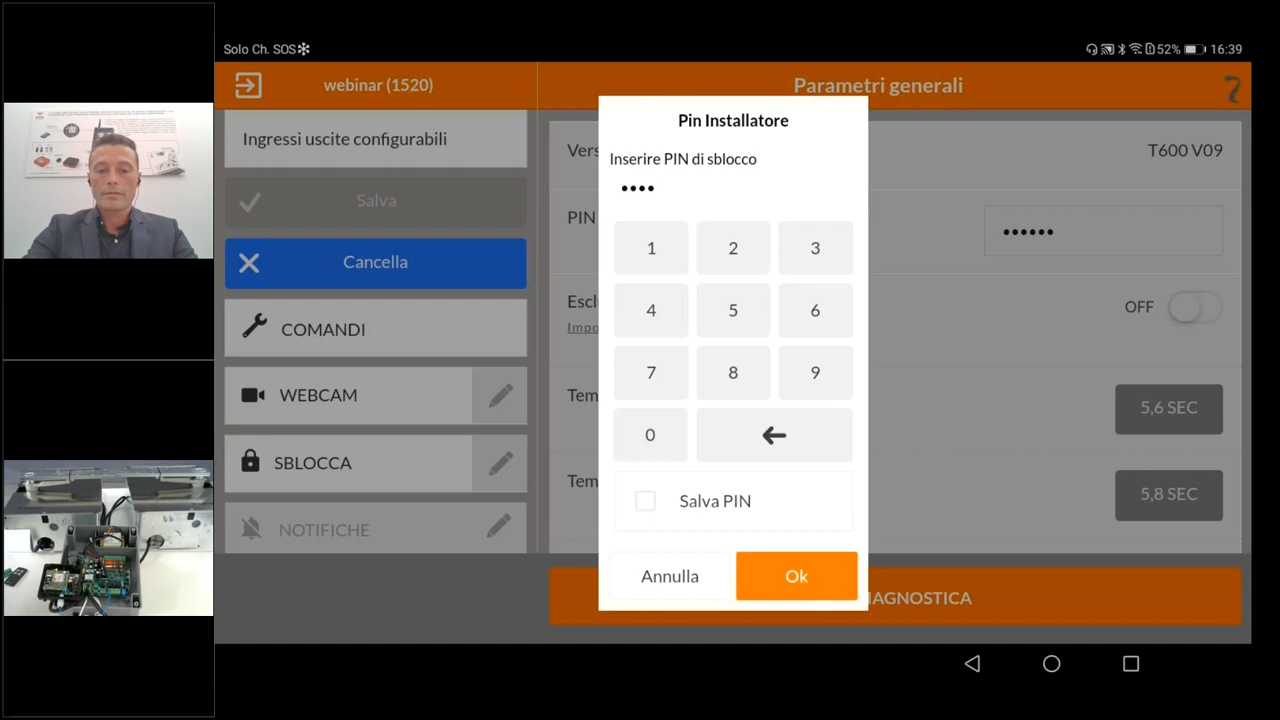 Solo Ch. SOS✻
52% 16:39
webinar (1520)
Parametri generali
?
Ingressi uscite configurabili
Salva
Cancella
COMANDI
WEBCAM
SBLOCCA
NOTIFICHE
T600 V09
PIN
••••••
OFF
5,6 SEC
5,8 SEC
Pin Installatore
Inserire PIN di sblocco
••••
1 2 3
4 5 6
7 8 9
0
Salva PIN
Annulla Ok
AGNOSTICA